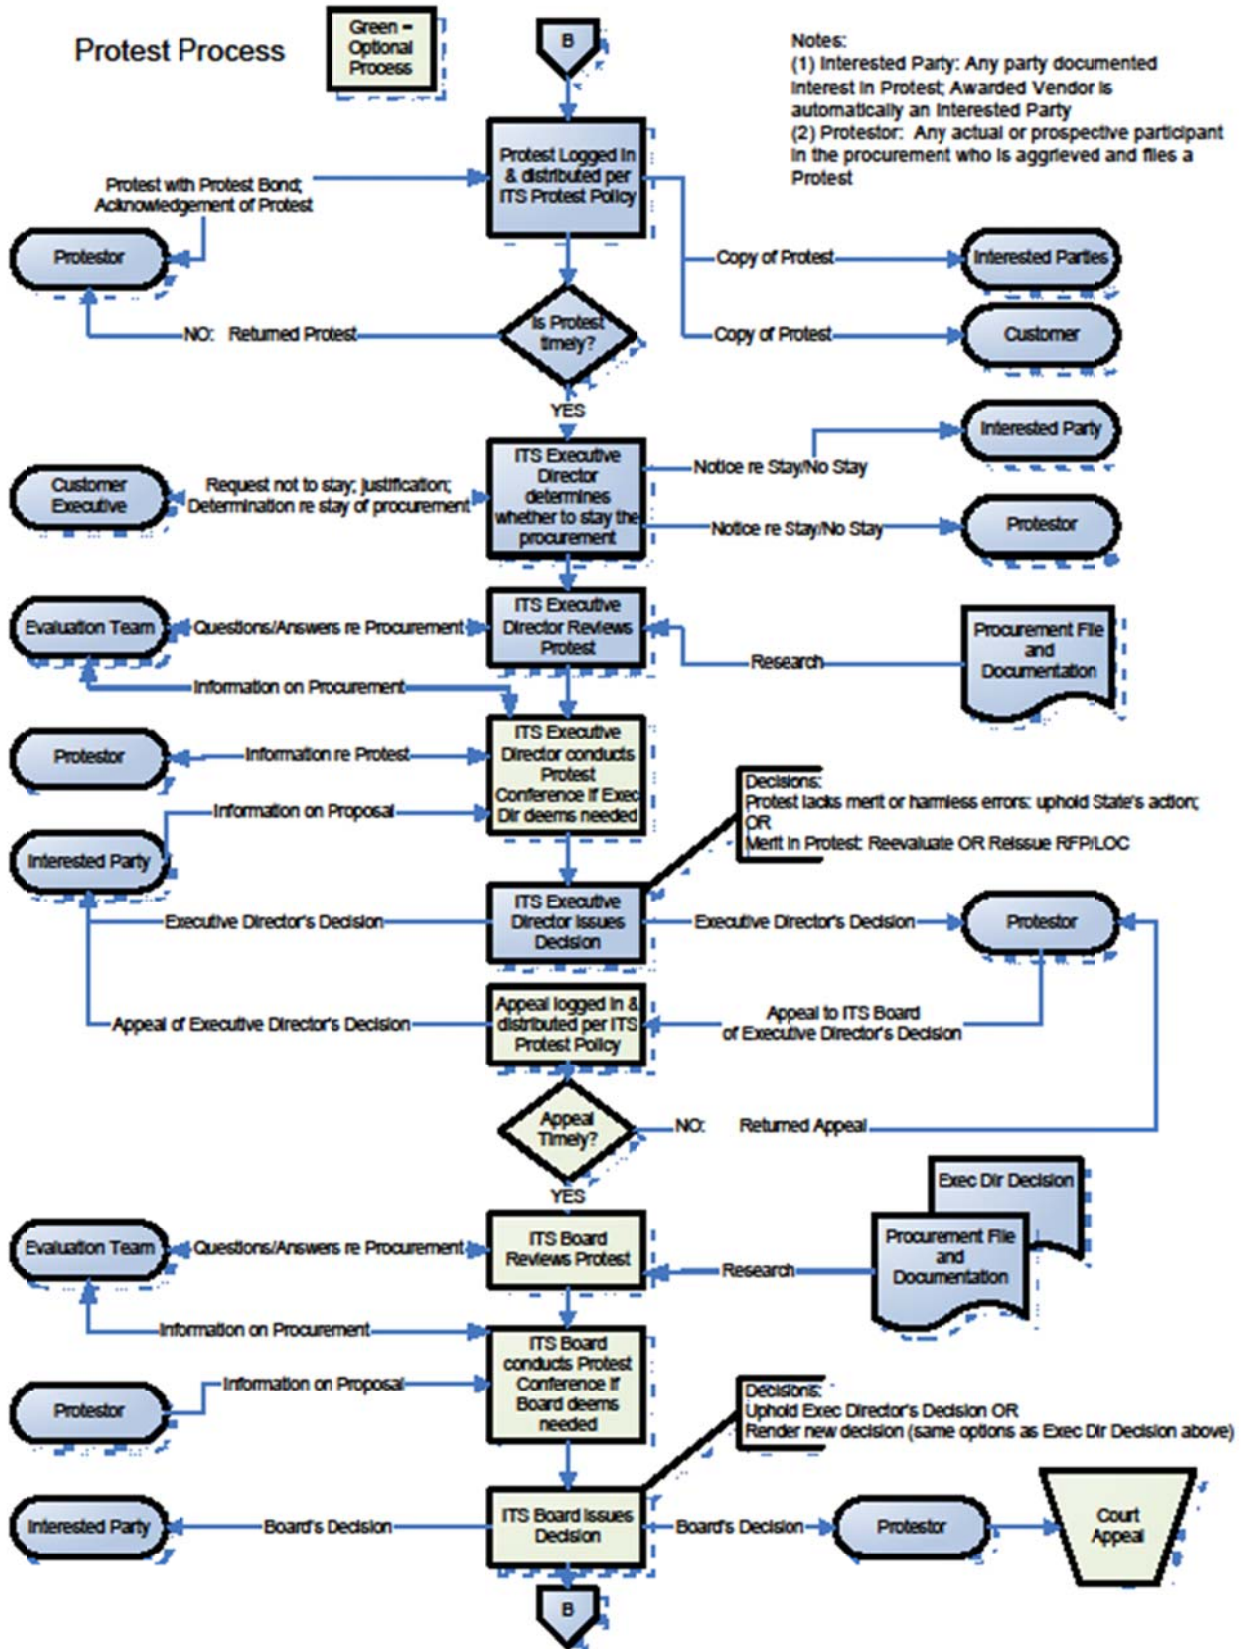 Protest Process
Green =
Optional
Process
B
Notes:
(1) Interested Party: Any party documented
Interest in Protest; Awarded Vendor is
automatically an Interested Party
(2) Protestor: Any actual or prospective participant
in the procurement who is aggrieved and files a
Protest
Protest Logged in
& distributed per
ITS Protest Policy
Protest with Protest Bond;
Acknowledgement of Protest
Protestor
Copy of Protest
Interested Parties
NO: Returned Protest
Is Protest
timely?
Copy of Protest
Customer
YES
Interested Party
ITS Executive
Director
determines
whether to stay the
procurement
Notice re Stay/No Stay
Customer
Executive
Request not to stay; justification;
Determination re stay of procurement
Notice re Stay/No Stay
Protestor
Evaluation Team
Questions/Answers re Procurement
ITS Executive
Director Reviews
Protest
Procurement File
and
Documentation
Research
Information on Procurement
ITS Executive
Director conducts
Protest
Conference if Exec
Dir deems needed
Protestor
Information re Protest
Information on Proposal
Interested Party
Decisions:
Protest lacks merit or harmless errors: uphold State's action;
OR
Merit in Protest: Reevaluate OR Reissue RFP/LOC
Executive Director's Decision
ITS Executive
Director issues
Decision
Executive Director's Decision
Protestor
Appeal of Executive Director's Decision
Appeal logged in &
distributed per ITS
Protest Policy
Appeal to ITS Board
of Executive Director's Decision
Appeal
Timely?
NO: Returned Appeal
YES
Exec Dir Decision
Evaluation Team
Questions/Answers re Procurement
ITS Board
Reviews Protest
Procurement File
and
Documentation
Research
Information on Procurement
ITS Board
conducts Protest
Conference if
Board deems
needed
Information on Proposal
Protestor
Decisions:
Uphold Exec Director's Decision OR
Render new decision (same options as Exec Dir Decision above)
Interested Party
Board's Decision
ITS Board issues
Decision
Board's Decision
Protestor
Court
Appeal
B